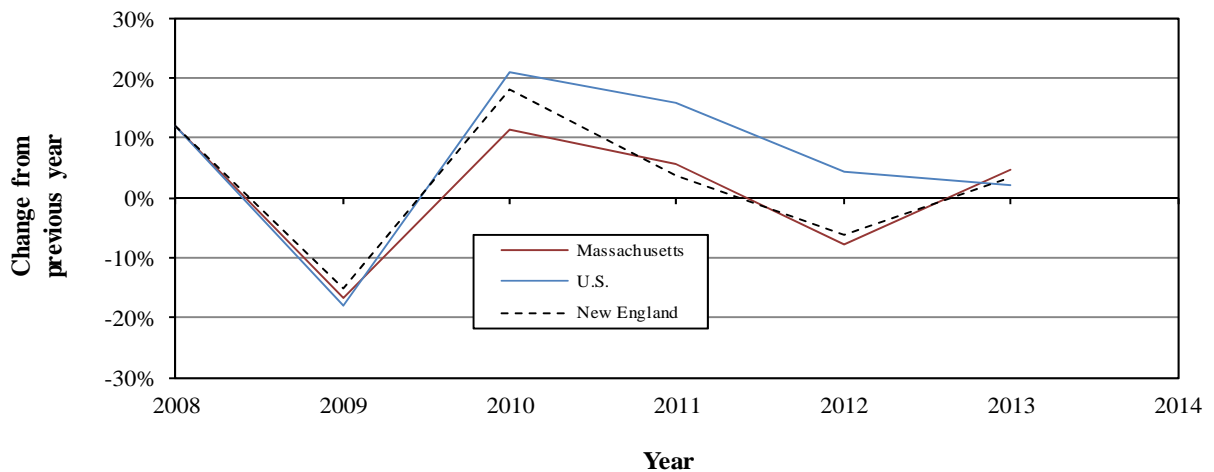 30%
20%
10%
0%
-10%
-20%
-30%
Change from
previous year
Massachusetts
U.S.
New England
2008 2009 2010 2011 2012 2013 2014
Year